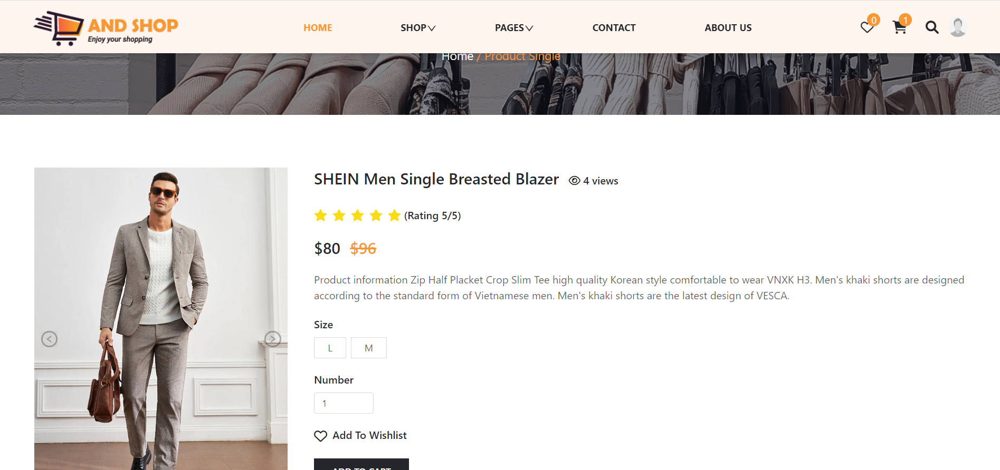 AND SHOP
Enjoy your shopping
HOME
SHOP
PAGES
CONTACT
ABOUT US
0
1
Home / Product Single
SHEIN Men Single Breasted Blazer 4 views
(Rating 5/5)
$80 $96
Product information Zip Half Placket Crop Slim Tee high quality Korean style comfortable to wear VNXK H3. Men's khaki shorts are designed
according to the standard form of Vietnamese men. Men's khaki shorts are the latest design of VESCA.
Size
L M
Number
1
Add To Wishlist
ADD TO CART